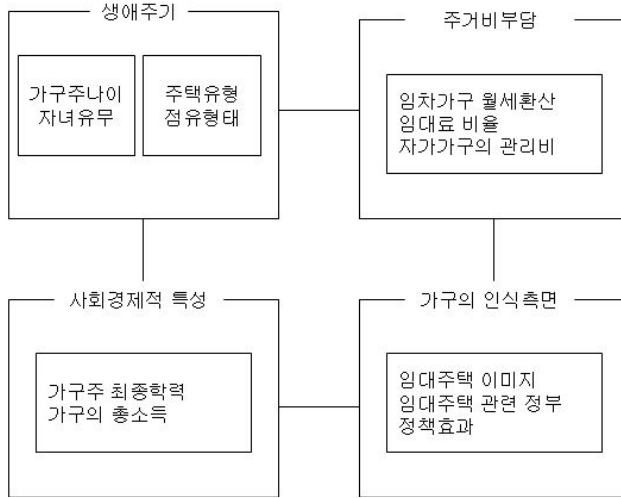 생애주기
가구주나이
자녀유무
주택유형
점유형태
주거비부담
임차가구 월세환산
임대료 비율
자가가구의 관리비
사회경제적 특성
가구주 최종학력
가구의 총소득
가구의 인식측면
임대주택 이미지
임대주택 관련 정부
정책효과